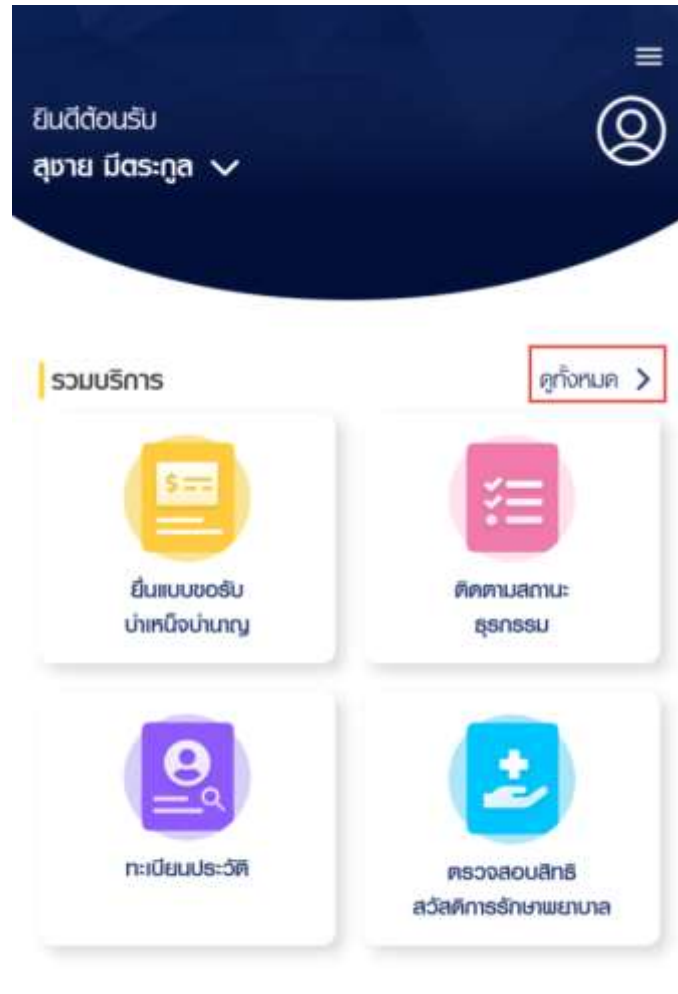 ยินดีต้อนรับ
สุชาย มีตระกูล
รวมบริการ
ดูทั้งหมด
$
ยื่นแบบขอรับ
บำเหน็จบำนาญ
ติดตามสถานะ
ธุรกรรม
ทะเบียนประวัติ
ตรวจสอบสิทธิ
สวัสดิการรักษาพยาบาล